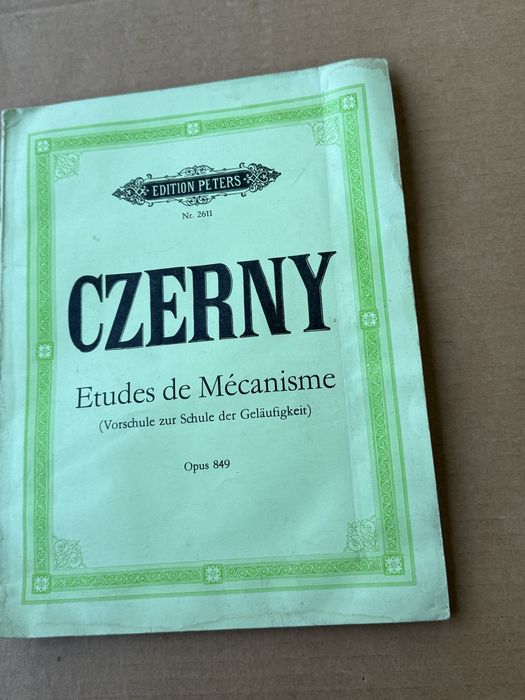 EDITION PETERS
Nr. 2611
CZERNY
Etudes de Mécanisme
(Vorschule zur Schule der Geläufigkeit)
Opus 849